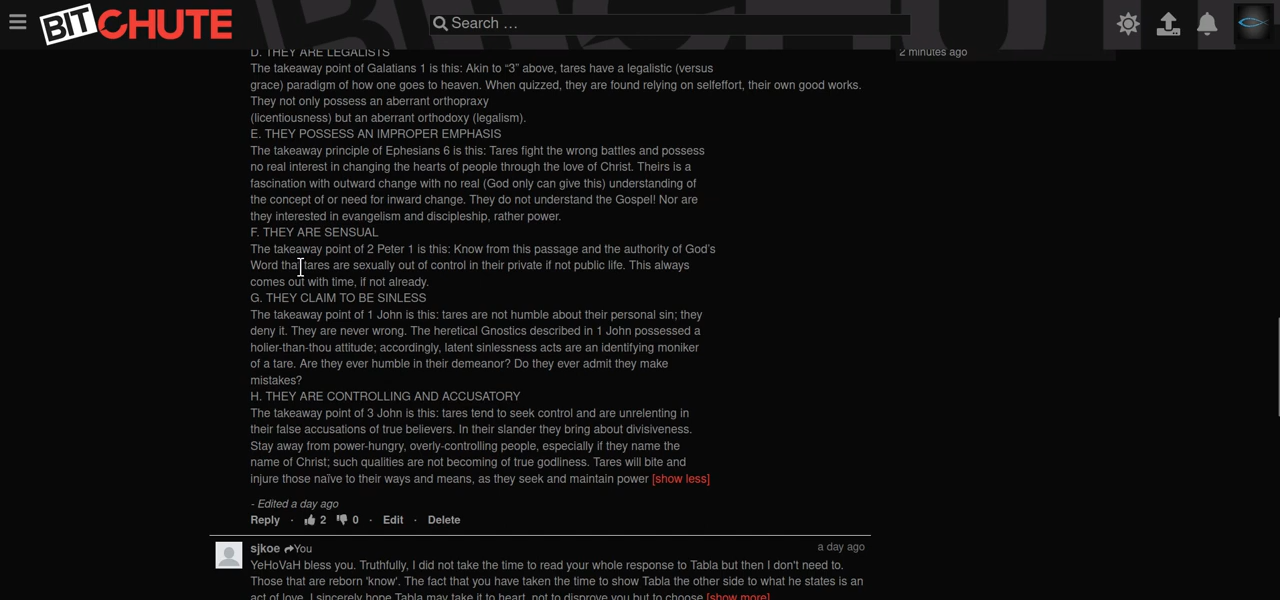 BITCHUTE
Search ...
2 minutes ago
D. THEY ARE LEGALISTS
The takeaway point of Galatians 1 is this: Akin to “3” above, tares have a legalistic (versus
grace) paradigm of how one goes to heaven. When quizzed, they are found relying on selfeffort, their own good works.
They not only possess an aberrant orthopraxy
(licentiousness) but an aberrant orthodoxy (legalism).
E. THEY POSSESS AN IMPROPER EMPHASIS
The takeaway principle of Ephesians 6 is this: Tares fight the wrong battles and possess
no real interest in changing the hearts of people through the love of Christ. Theirs is a
fascination with outward change with no real (God only can give this) understanding of
the concept of or need for inward change. They do not understand the Gospel! Nor are
they interested in evangelism and discipleship, rather power.
F. THEY ARE SENSUAL
The takeaway point of 2 Peter 1 is this: Know from this passage and the authority of God’s
Word that tares are sexually out of control in their private if not public life. This always
comes out with time, if not already.
G. THEY CLAIM TO BE SINLESS
The takeaway point of 1 John is this: tares are not humble about their personal sin; they
deny it. They are never wrong. The heretical Gnostics described in 1 John possessed a
holier-than-thou attitude; accordingly, latent sinlessness acts are an identifying moniker
of a tare. Are they ever humble in their demeanor? Do they ever admit they make
mistakes?
H. THEY ARE CONTROLLING AND ACCUSATORY
The takeaway point of 3 John is this: tares tend to seek control and are unrelenting in
their false accusations of true believers. In their slander they bring about divisiveness.
Stay away from power-hungry, overly-controlling people, especially if they name the
name of Christ; such qualities are not becoming of true godliness. Tares will bite and
injure those naïve to their ways and means, as they seek and maintain power [show less]
- Edited a day ago
Reply · 2 0 · Edit · Delete
sjkoe You a day ago
YeHoVaH bless you. Truthfully, I did not take the time to read your whole response to Tabla but then I don't need to.
Those that are reborn 'know'. The fact that you have taken the time to show Tabla the other side to what he states is an
act of love. I sincerely hope Tabla may take it to heart, not to disprove you but to choose [show more]